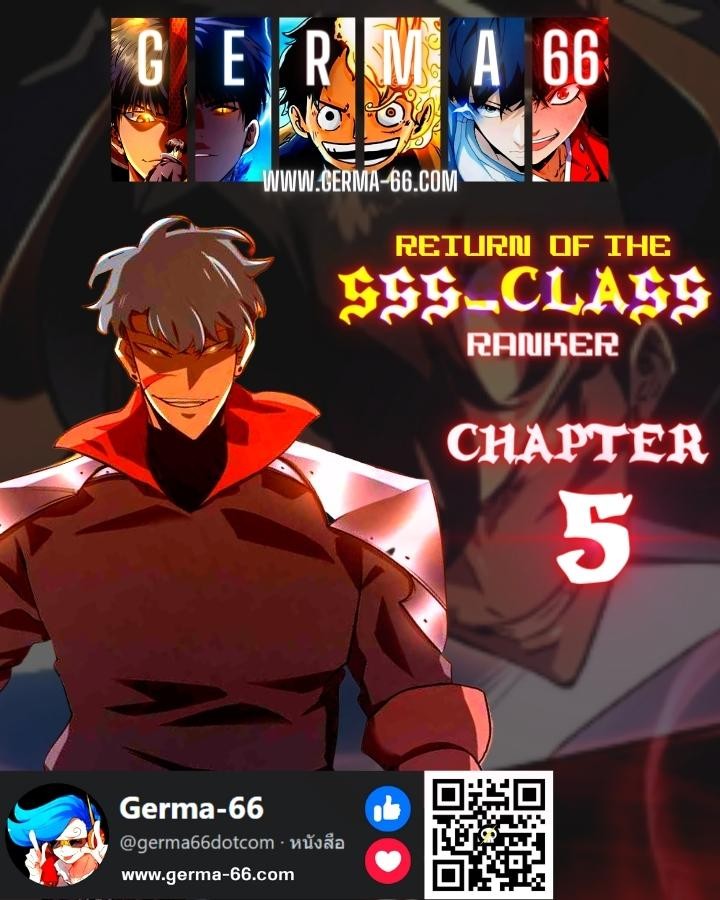 GERMA 66
WWW.GERMA-66.COM
RETURN OF THE
SSS-CLASS
RANKER
CHAPTER
5
Germa-66
@germa66dotcom · หนังสือ
www.germa-66.com